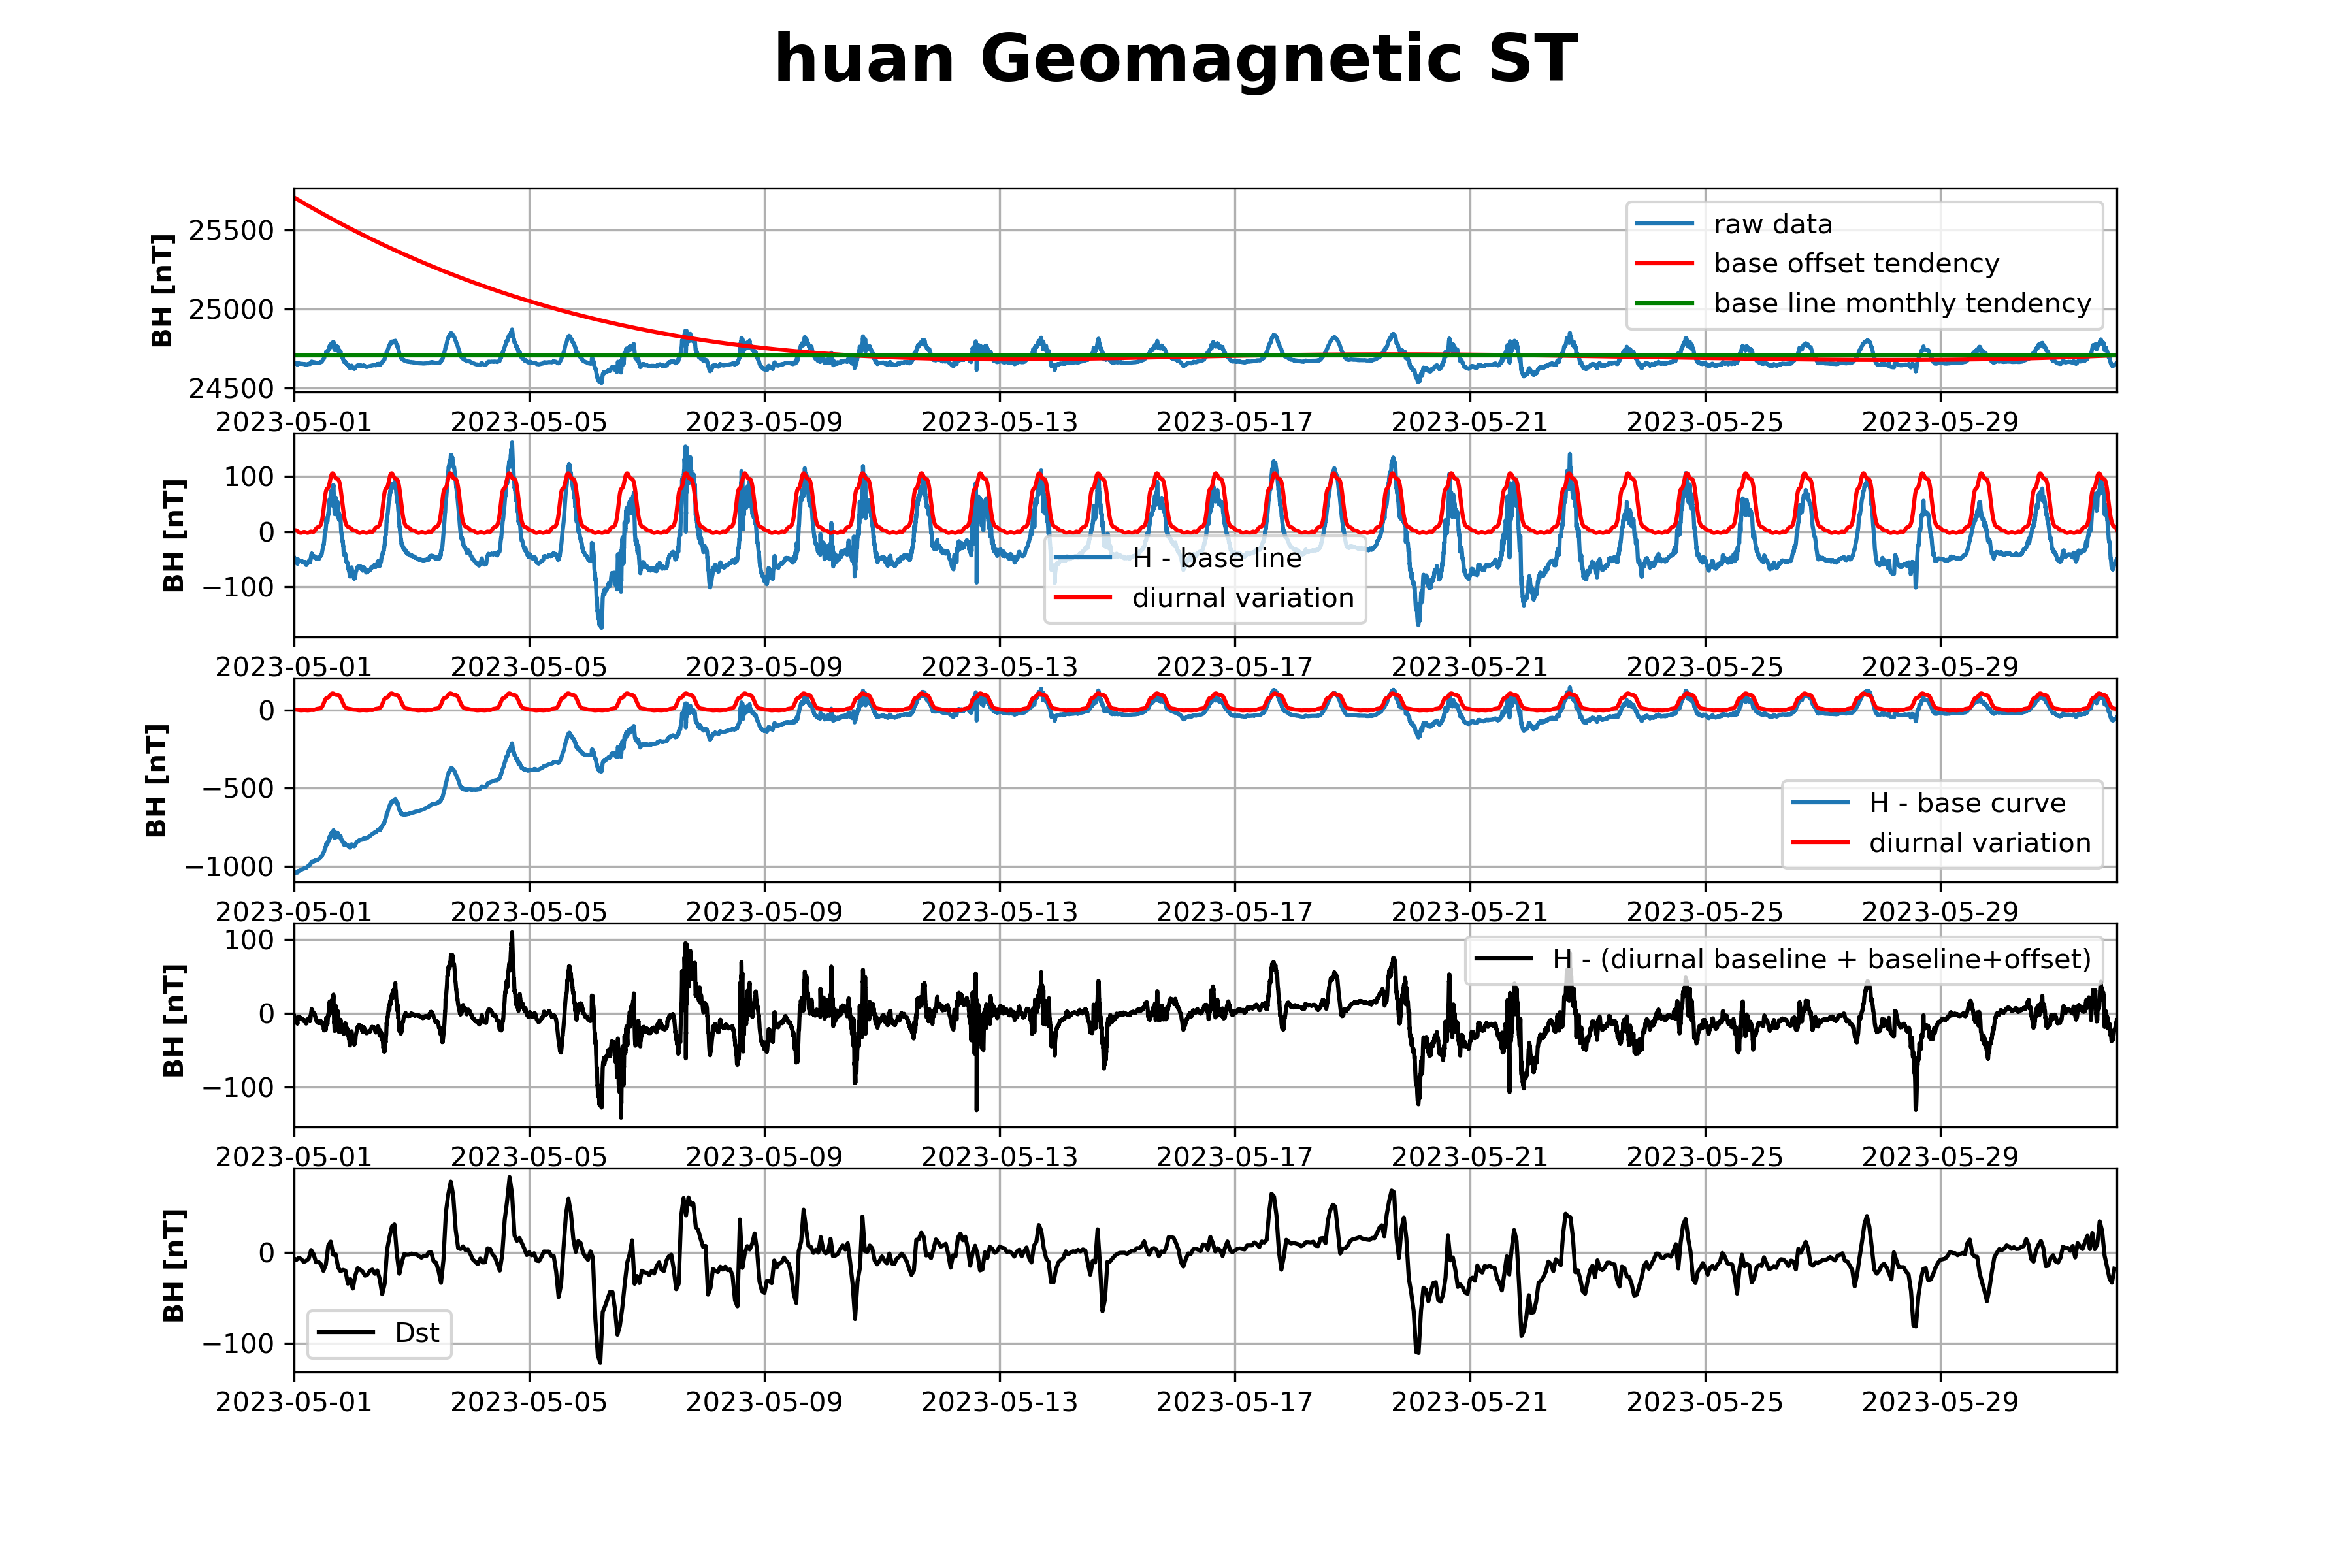 huan Geomagnetic ST
BH [nT]
25500
25000
24500
raw data
base offset tendency
base line monthly tendency
2023-05-01 2023-05-05 2023-05-09 2023-05-13 2023-05-17 2023-05-21 2023-05-25 2023-05-29
BH [nT]
100
0
−100
H - base line
diurnal variation
2023-05-01 2023-05-05 2023-05-09 2023-05-13 2023-05-17 2023-05-21 2023-05-25 2023-05-29
BH [nT]
0
−500
−1000
H - base curve
diurnal variation
2023-05-01 2023-05-05 2023-05-09 2023-05-13 2023-05-17 2023-05-21 2023-05-25 2023-05-29
BH [nT]
100
0
−100
H - (diurnal baseline + baseline+offset)
2023-05-01 2023-05-05 2023-05-09 2023-05-13 2023-05-17 2023-05-21 2023-05-25 2023-05-29
BH [nT]
0
−100
Dst
2023-05-01 2023-05-05 2023-05-09 2023-05-13 2023-05-17 2023-05-21 2023-05-25 2023-05-29